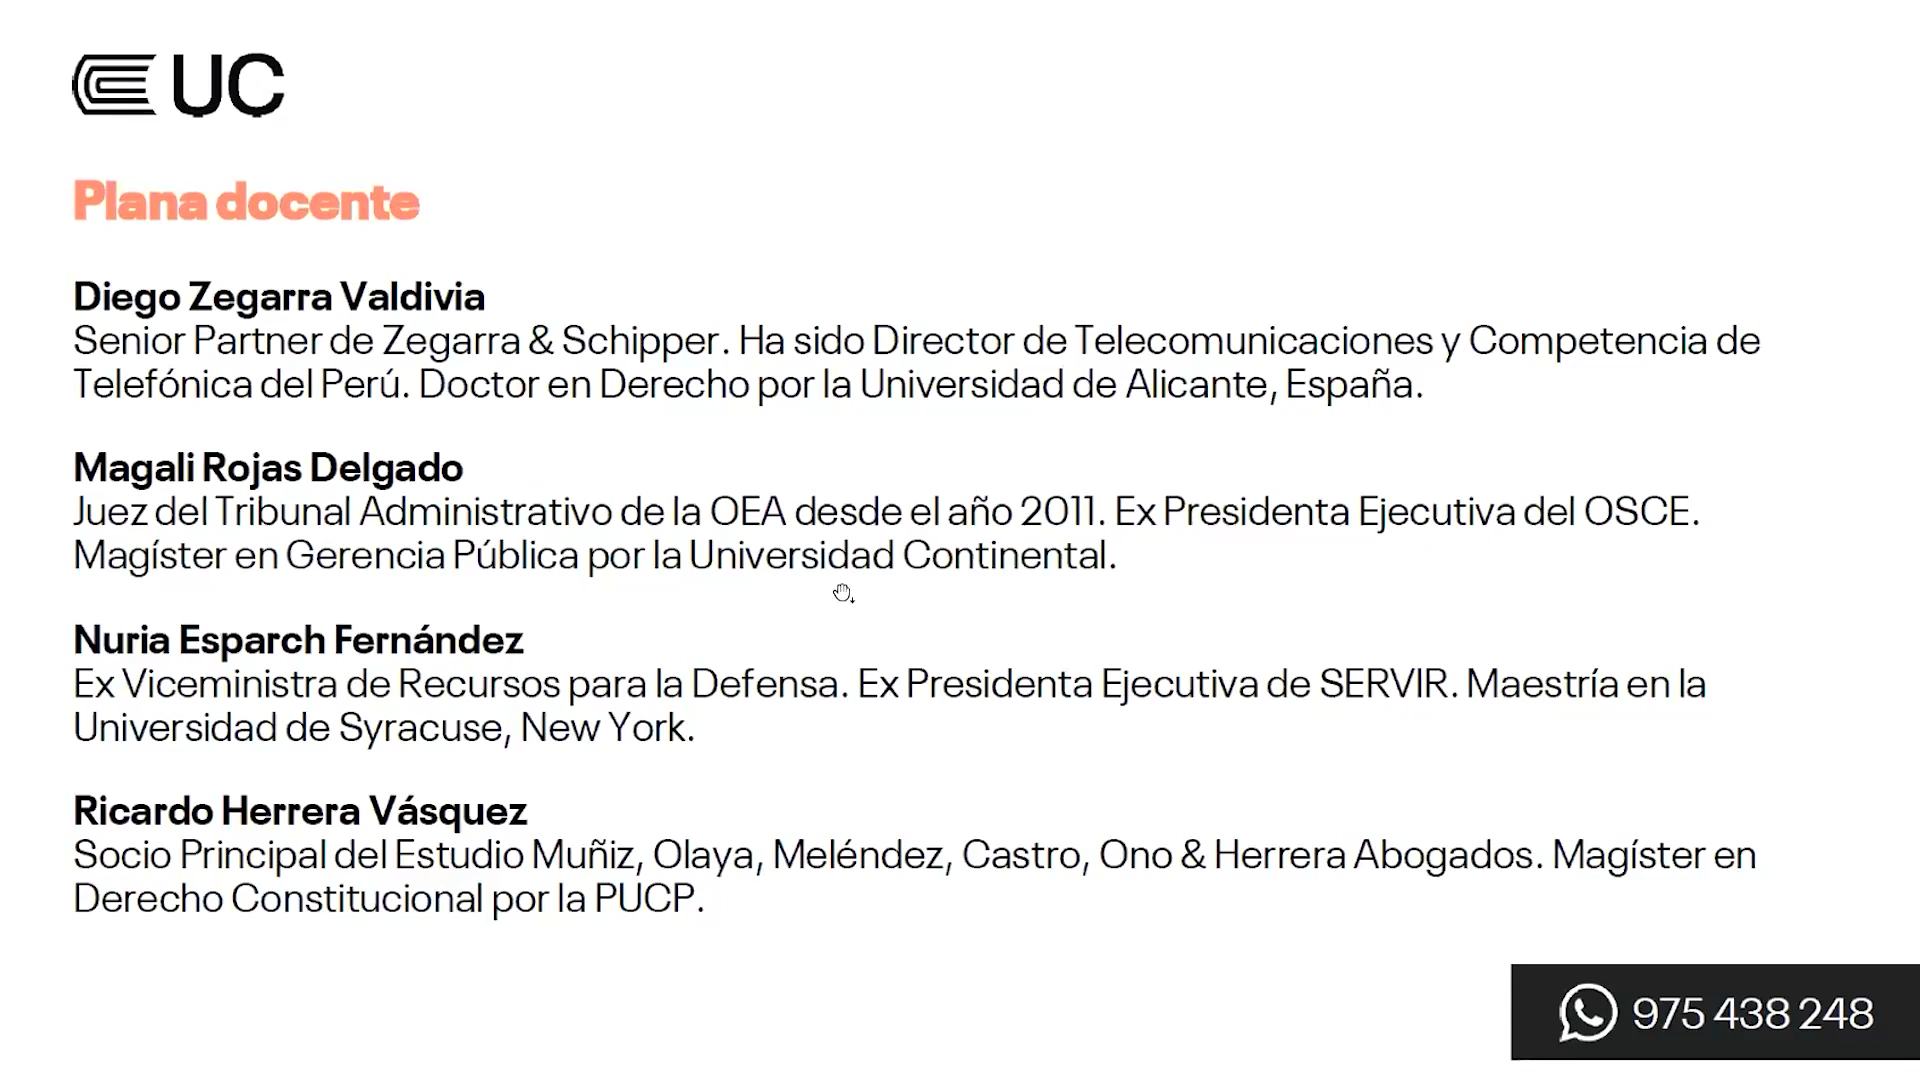 UC
Plana docente
Diego Zegarra Valdivia
Senior Partner de Zegarra & Schipper. Ha sido Director de Telecomunicaciones y Competencia de
Telefónica del Perú. Doctor en Derecho por la Universidad de Alicante, España.
Magali Rojas Delgado
Juez del Tribunal Administrativo de la OEA desde el año 2011. Ex Presidenta Ejecutiva del OSCE.
Magíster en Gerencia Pública por la Universidad Continental.
Nuria Esparch Fernández
Ex Viceministra de Recursos para la Defensa. Ex Presidenta Ejecutiva de SERVIR. Maestría en la
Universidad de Syracuse, New York.
Ricardo Herrera Vásquez
Socio Principal del Estudio Muñiz, Olaya, Meléndez, Castro, Ono & Herrera Abogados. Magíster en
Derecho Constitucional por la PUCP.
975 438 248